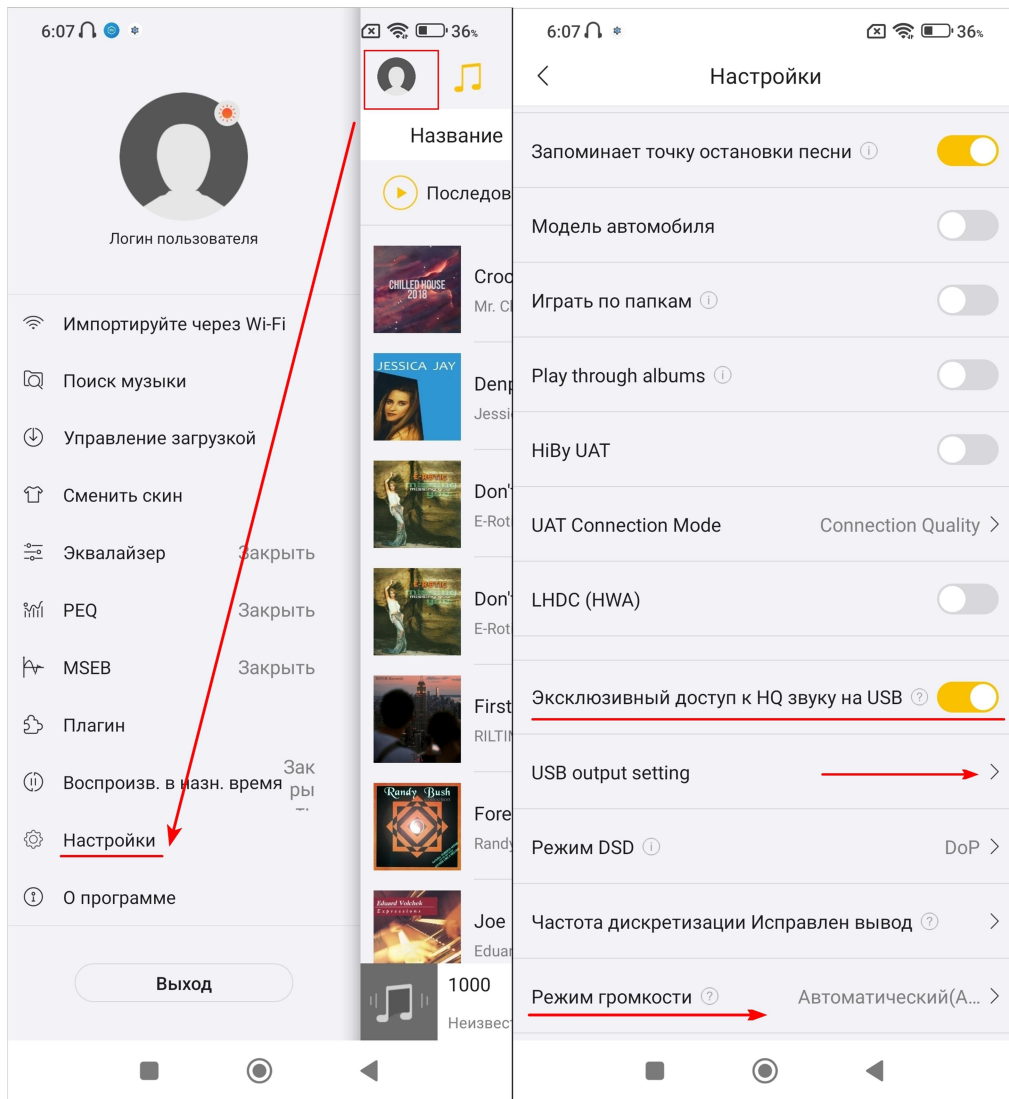 6:07
36%
Название
Последов
Логин пользователя
Импортируйте через Wi-Fi
Поиск музыки
Управление загрузкой
Сменить скин
Эквалайзер Закрыть
PEQ Закрыть
MSEB Закрыть
Плагин
Воспроизв. в назн. время Зак
ры
Настройки
О программе
Выход
CHILLED HOUSE
2018
Croc
Mr. Cl
JESSICA JAY
Denp
Jessi
Don'
E-Rot
Don'
E-Rot
First
RILTIN
Randy Bush
Fore
Randy
Eduard Volchek
Expressions
Joe
Eduar
1000
Неизвес
6:07
36%
Настройки
Запоминает точку остановки песни
Модель автомобиля
Играть по папкам
Play through albums
HiBy UAT
UAT Connection Mode Connection Quality
LHDC (HWA)
Эксклюзивный доступ к HQ звуку на USB
USB output setting
Режим DSD DoP
Частота дискретизации Исправлен вывод
Режим громкости Автоматический(A...